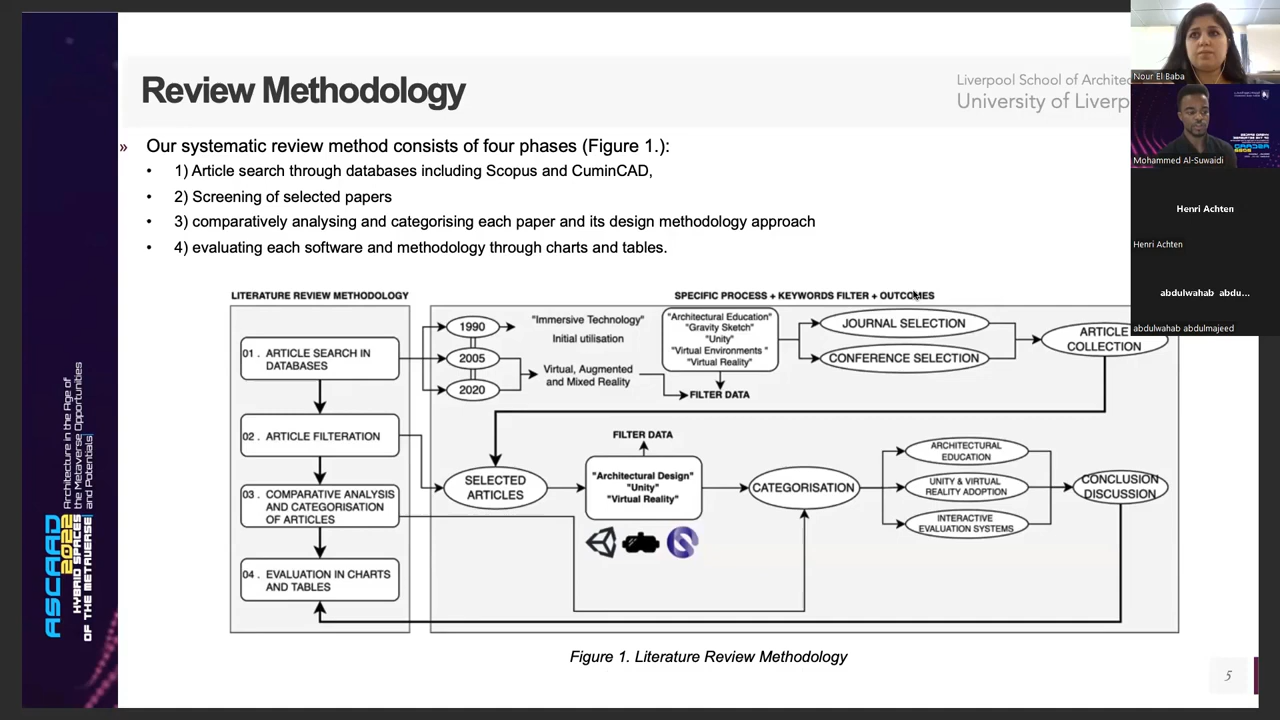 Review Methodology
Liverpool School of Architec
University of Liverp
» Our systematic review method consists of four phases (Figure 1.):
• 1) Article search through databases including Scopus and CuminCAD,
• 2) Screening of selected papers
• 3) comparatively analysing and categorising each paper and its design methodology approach
• 4) evaluating each software and methodology through charts and tables.
LITERATURE REVIEW METHODOLOGY
01 . ARTICLE SEARCH IN
DATABASES
02 . ARTICLE FILTERATION
03 . COMPARATIVE ANALYSIS
AND CATEGORISATION
OF ARTICLES
04 . EVALUATION IN CHARTS
AND TABLES
SPECIFIC PROCESS + KEYWORDS FILTER + OUTCOMES
1990
2005
2020
"Immersive Technology"
Initial utilisation
Virtual, Augmented
and Mixed Reality
"Architectural Education"
"Gravity Sketch"
"Unity"
"Virtual Environments "
"Virtual Reality"
FILTER DATA
JOURNAL SELECTION
CONFERENCE SELECTION
ARTICLE
COLLECTION
SELECTED
ARTICLES
FILTER DATA
"Architectural Design"
"Unity"
"Virtual Reality"
CATEGORISATION
ARCHITECTURAL
EDUCATION
UNITY & VIRTUAL
REALITY ADOPTION
INTERACTIVE
EVALUATION SYSTEMS
CONCLUSION
DISCUSSION
Figure 1. Literature Review Methodology
5
ASCAAD
2022
HYBRID SPACES
OF THE METAVERSE
Architecture in the Age of
the Metaverse Opportunities
and Potentials
Nour El Baba
Mohammed Al-Suwaidi
Henri Achten
Henri Achten
abdulwahab abdu...
abdulwahab abdulmajeed